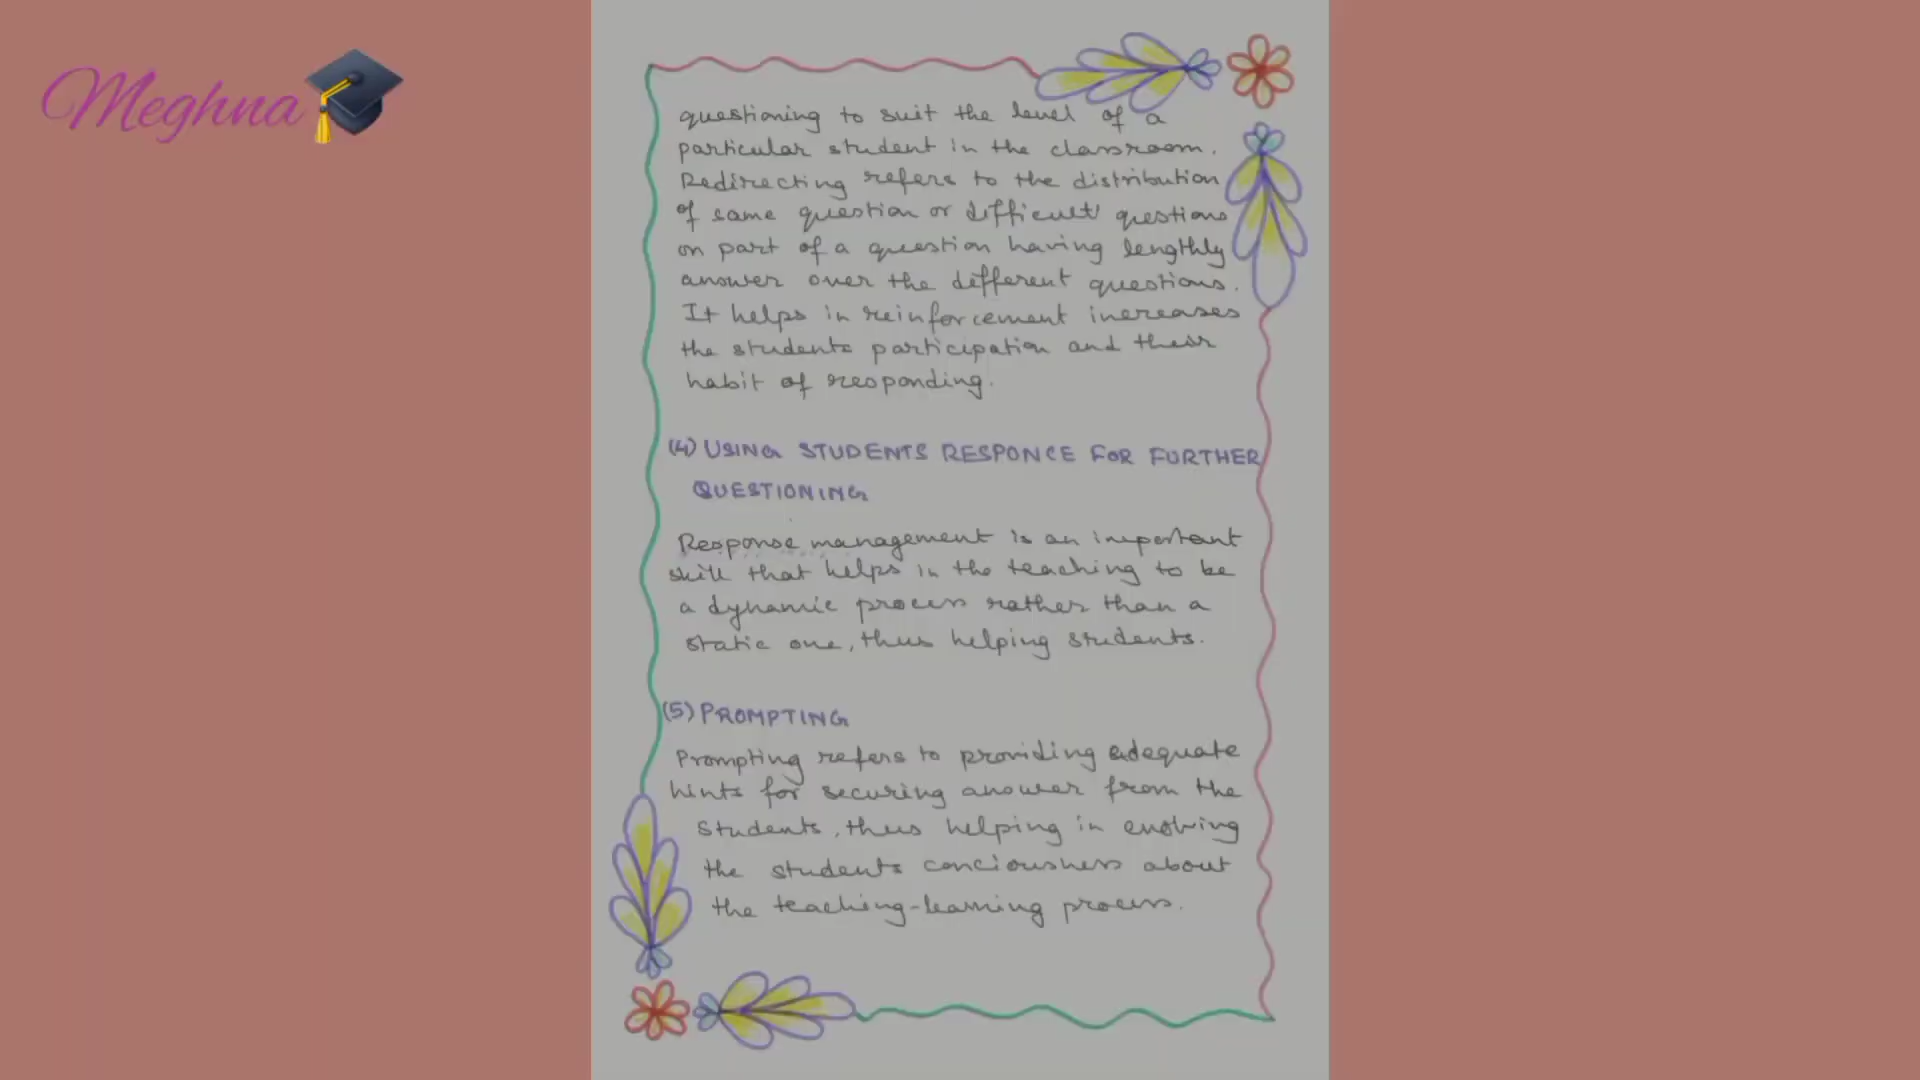 Meghna
questioning to suit the level of a
particular student in the classroom.
Redirecting refers to the distribution
of same question or difficult questions
on part of a question having lengthly
answer over the different questions.
It helps in reinforcement increases
the students participation and their
habit of responding.
(4) USING STUDENTS RESPONCE FOR FURTHER
QUESTIONING
Response management is an important
skill that helps in the teaching to be
a dynamic process rather than a
static one, thus helping students.
(5) PROMPTING
Prompting refers to providing adequate
hints for securing answer from the
students, thus helping in evolving
the students conciousness about
the teaching-learning process.